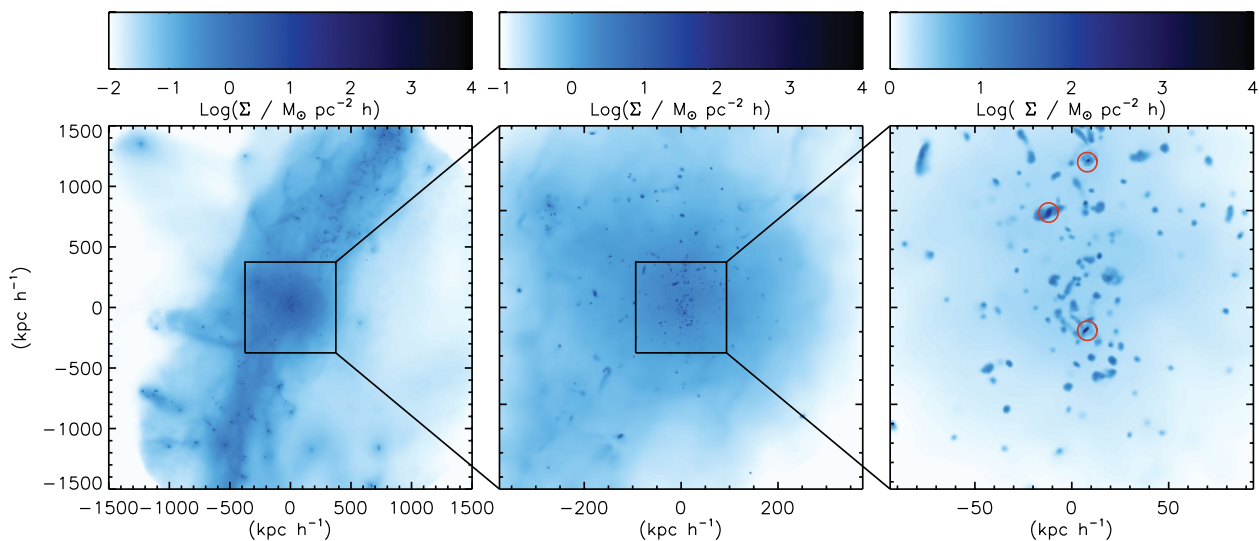 −2 −1 0 1 2 3 4 −1 0 1 2 3 4 0 1 2 3 4
Log(Σ / M☉ pc⁻² h) Log(Σ / M☉ pc⁻² h) Log( Σ / M☉ pc⁻² h)
1500
1000
500
0
−500
−1000
−1500
(kpc h⁻¹)
−1500 −1000 −500 0 500 1000 1500 −200 0 200 −50 0 50
(kpc h⁻¹) (kpc h⁻¹) (kpc h⁻¹)